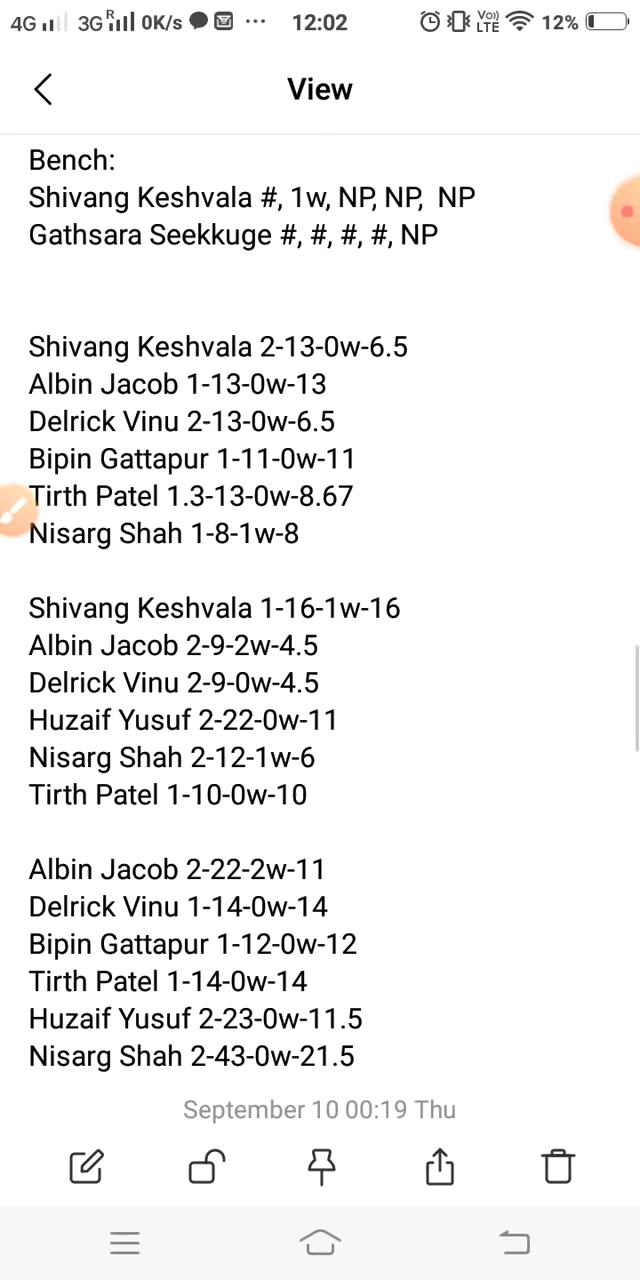 4G 3G R 0K/s ... 12:02 Vo)) LTE 12%
View
Bench:
Shivang Keshvala #, 1w, NP, NP, NP
Gathsara Seekkuge #, #, #, #, NP
Shivang Keshvala 2-13-0w-6.5
Albin Jacob 1-13-0w-13
Delrick Vinu 2-13-0w-6.5
Bipin Gattapur 1-11-0w-11
Tirth Patel 1.3-13-0w-8.67
Nisarg Shah 1-8-1w-8
Shivang Keshvala 1-16-1w-16
Albin Jacob 2-9-2w-4.5
Delrick Vinu 2-9-0w-4.5
Huzaif Yusuf 2-22-0w-11
Nisarg Shah 2-12-1w-6
Tirth Patel 1-10-0w-10
Albin Jacob 2-22-2w-11
Delrick Vinu 1-14-0w-14
Bipin Gattapur 1-12-0w-12
Tirth Patel 1-14-0w-14
Huzaif Yusuf 2-23-0w-11.5
Nisarg Shah 2-43-0w-21.5
September 10 00:19 Thu